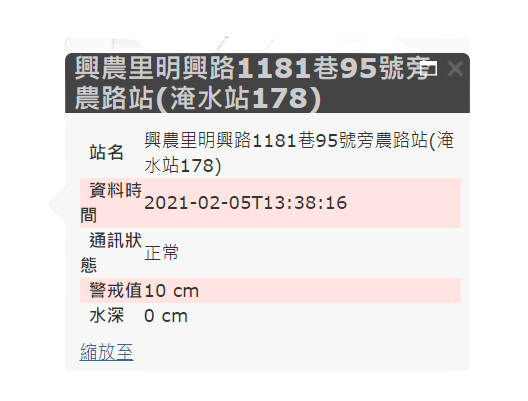 興農里明興路1181巷95號旁
農路站(淹水站178)
站名 興農里明興路1181巷95號旁農路站(淹
水站178)
資料時間 2021-02-05T13:38:16
通訊狀態 正常
警戒值 10 cm
水深 0 cm
縮放至